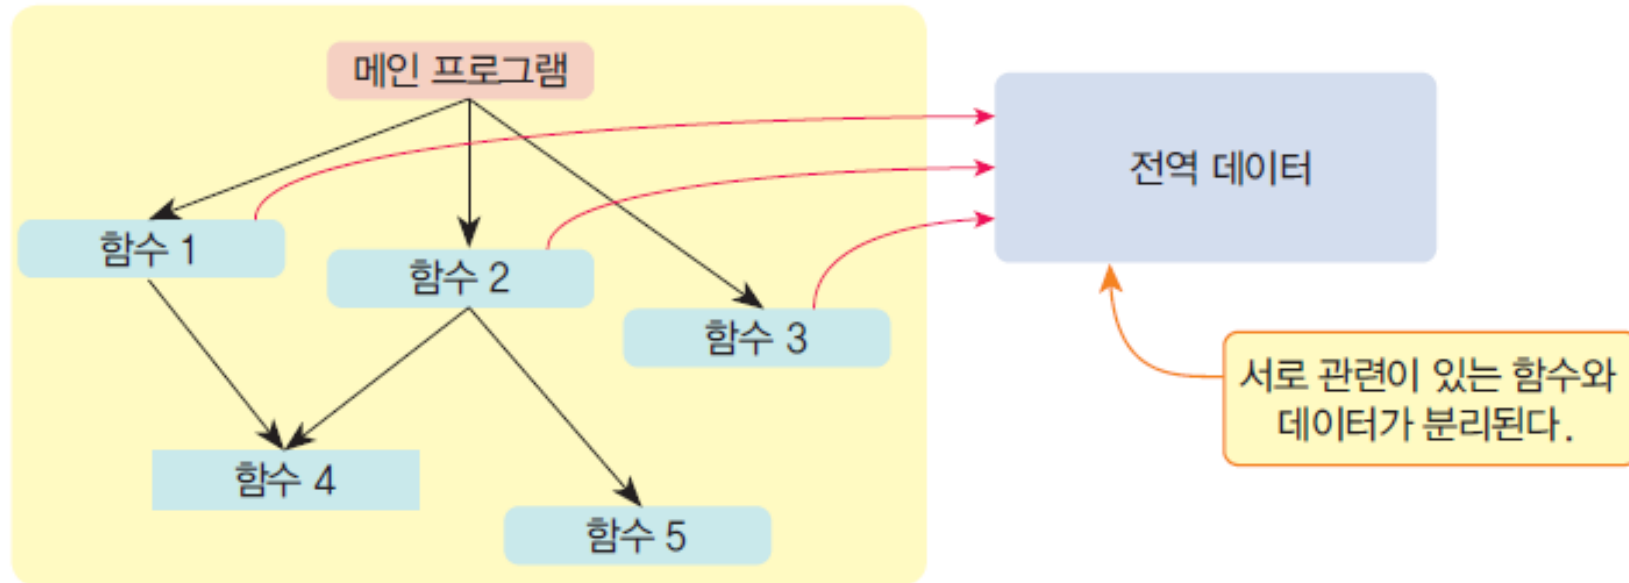 메인 프로그램
전역 데이터
함수 1
함수 2
함수 3
서로 관련이 있는 함수와
데이터가 분리된다.
함수 4
함수 5